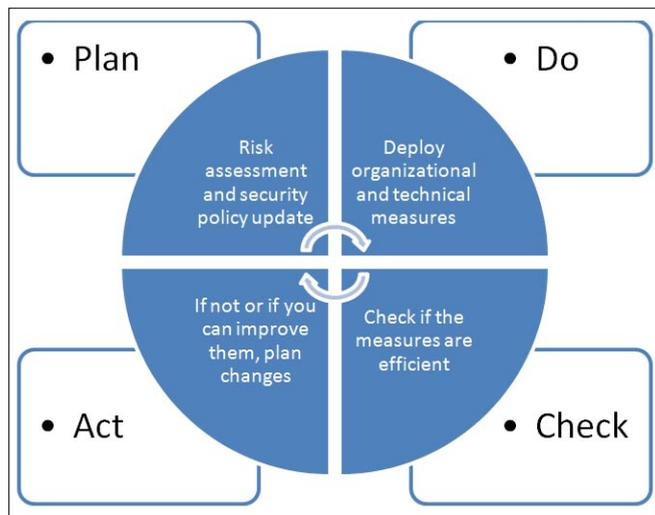 • Plan
• Do
Risk
assessment
and security
policy update
Deploy
organizational
and technical
measures
If not or if you
can improve
them, plan
changes
Check if the
measures are
efficient
• Act
• Check